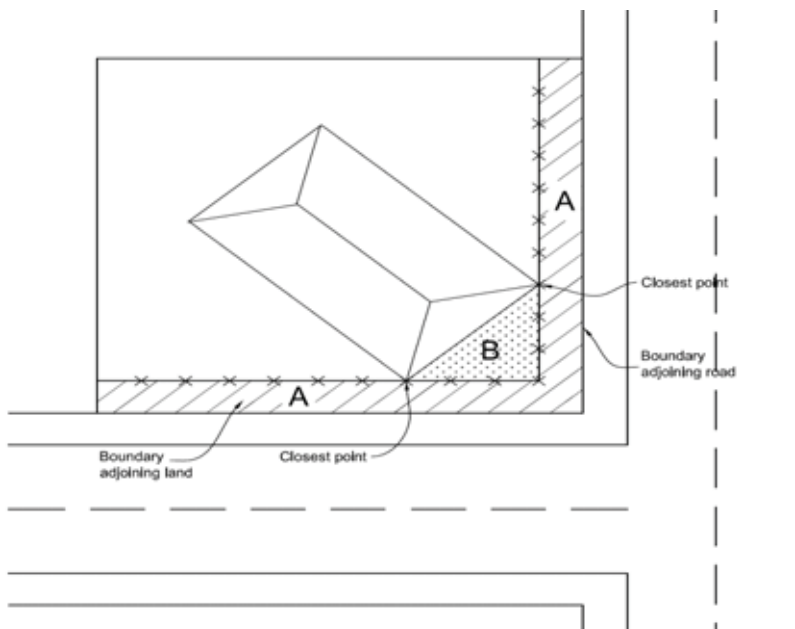 A
Closest point
B
Boundary
adjoining road
A
Boundary
adjoining land
Closest point